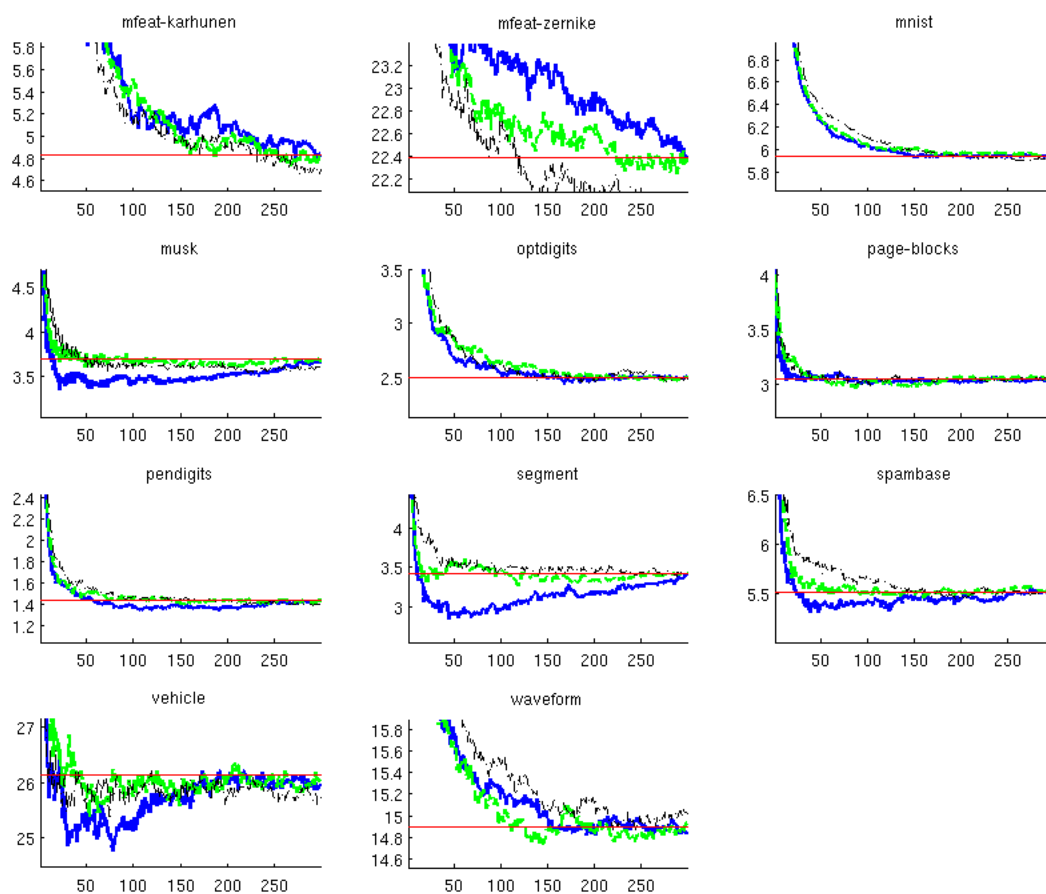 mfeat-karhunen
5.8
5.6
5.4
5.2
5
4.8
4.6
50 100 150 200 250
mfeat-zernike
23.2
23
22.8
22.6
22.4
22.2
50 100 150 200 250
mnist
6.8
6.6
6.4
6.2
6
5.8
50 100 150 200 250
musk
4.5
4
3.5
50 100 150 200 250
optdigits
3.5
3
2.5
50 100 150 200 250
page-blocks
4
3.5
3
50 100 150 200 250
pendigits
2.4
2.2
2
1.8
1.6
1.4
1.2
50 100 150 200 250
segment
4
3.5
3
50 100 150 200 250
spambase
6.5
6
5.5
50 100 150 200 250
vehicle
27
26
25
50 100 150 200 250
waveform
15.8
15.6
15.4
15.2
15
14.8
14.6
50 100 150 200 250